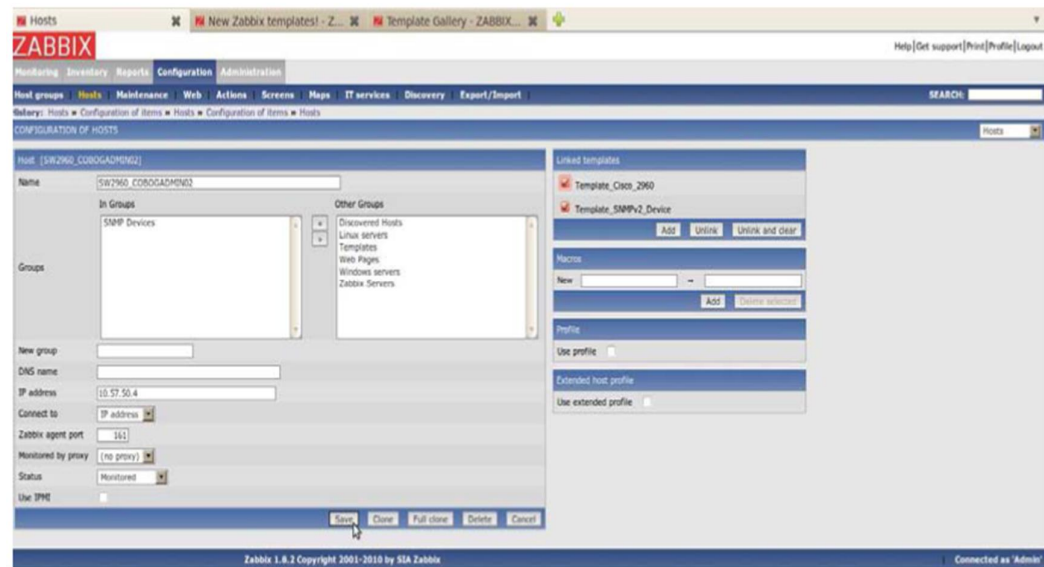 Hosts
New Zabbix templates! - Z...
Template Gallery - ZABBIX...
ZABBIX
Help|Get support|Print|Profile|Logout
Monitoring Inventory Reports Configuration Administration
Host groups Hosts Maintenance Web Actions Screens Maps IT services Discovery Export/Import SEARCH:
History: Hosts » Configuration of items » Hosts » Configuration of items » Hosts
CONFIGURATION OF HOSTS
Hosts
Host [SW2960_COBOGADMIN02]
Name SW2960_COBOGADMIN02
In Groups Other Groups
Groups
SNMP Devices
« »
Discovered Hosts
Linux servers
Templates
Web Pages
Windows servers
Zabbix Servers
New group
DNS name
IP address 10.57.50.4
Connect to IP address
Zabbix agent port 161
Monitored by proxy (no proxy)
Status Monitored
Use IPMI
Save Clone Full clone Delete Cancel
Linked templates
Template_Cisco_2960
Template_SNMPv2_Device
Add Unlink Unlink and clear
Macros
New →
Add Delete selected
Profile
Use profile
Extended host profile
Use extended profile
Zabbix 1.8.2 Copyright 2001-2010 by SIA Zabbix
Connected as 'Admin'